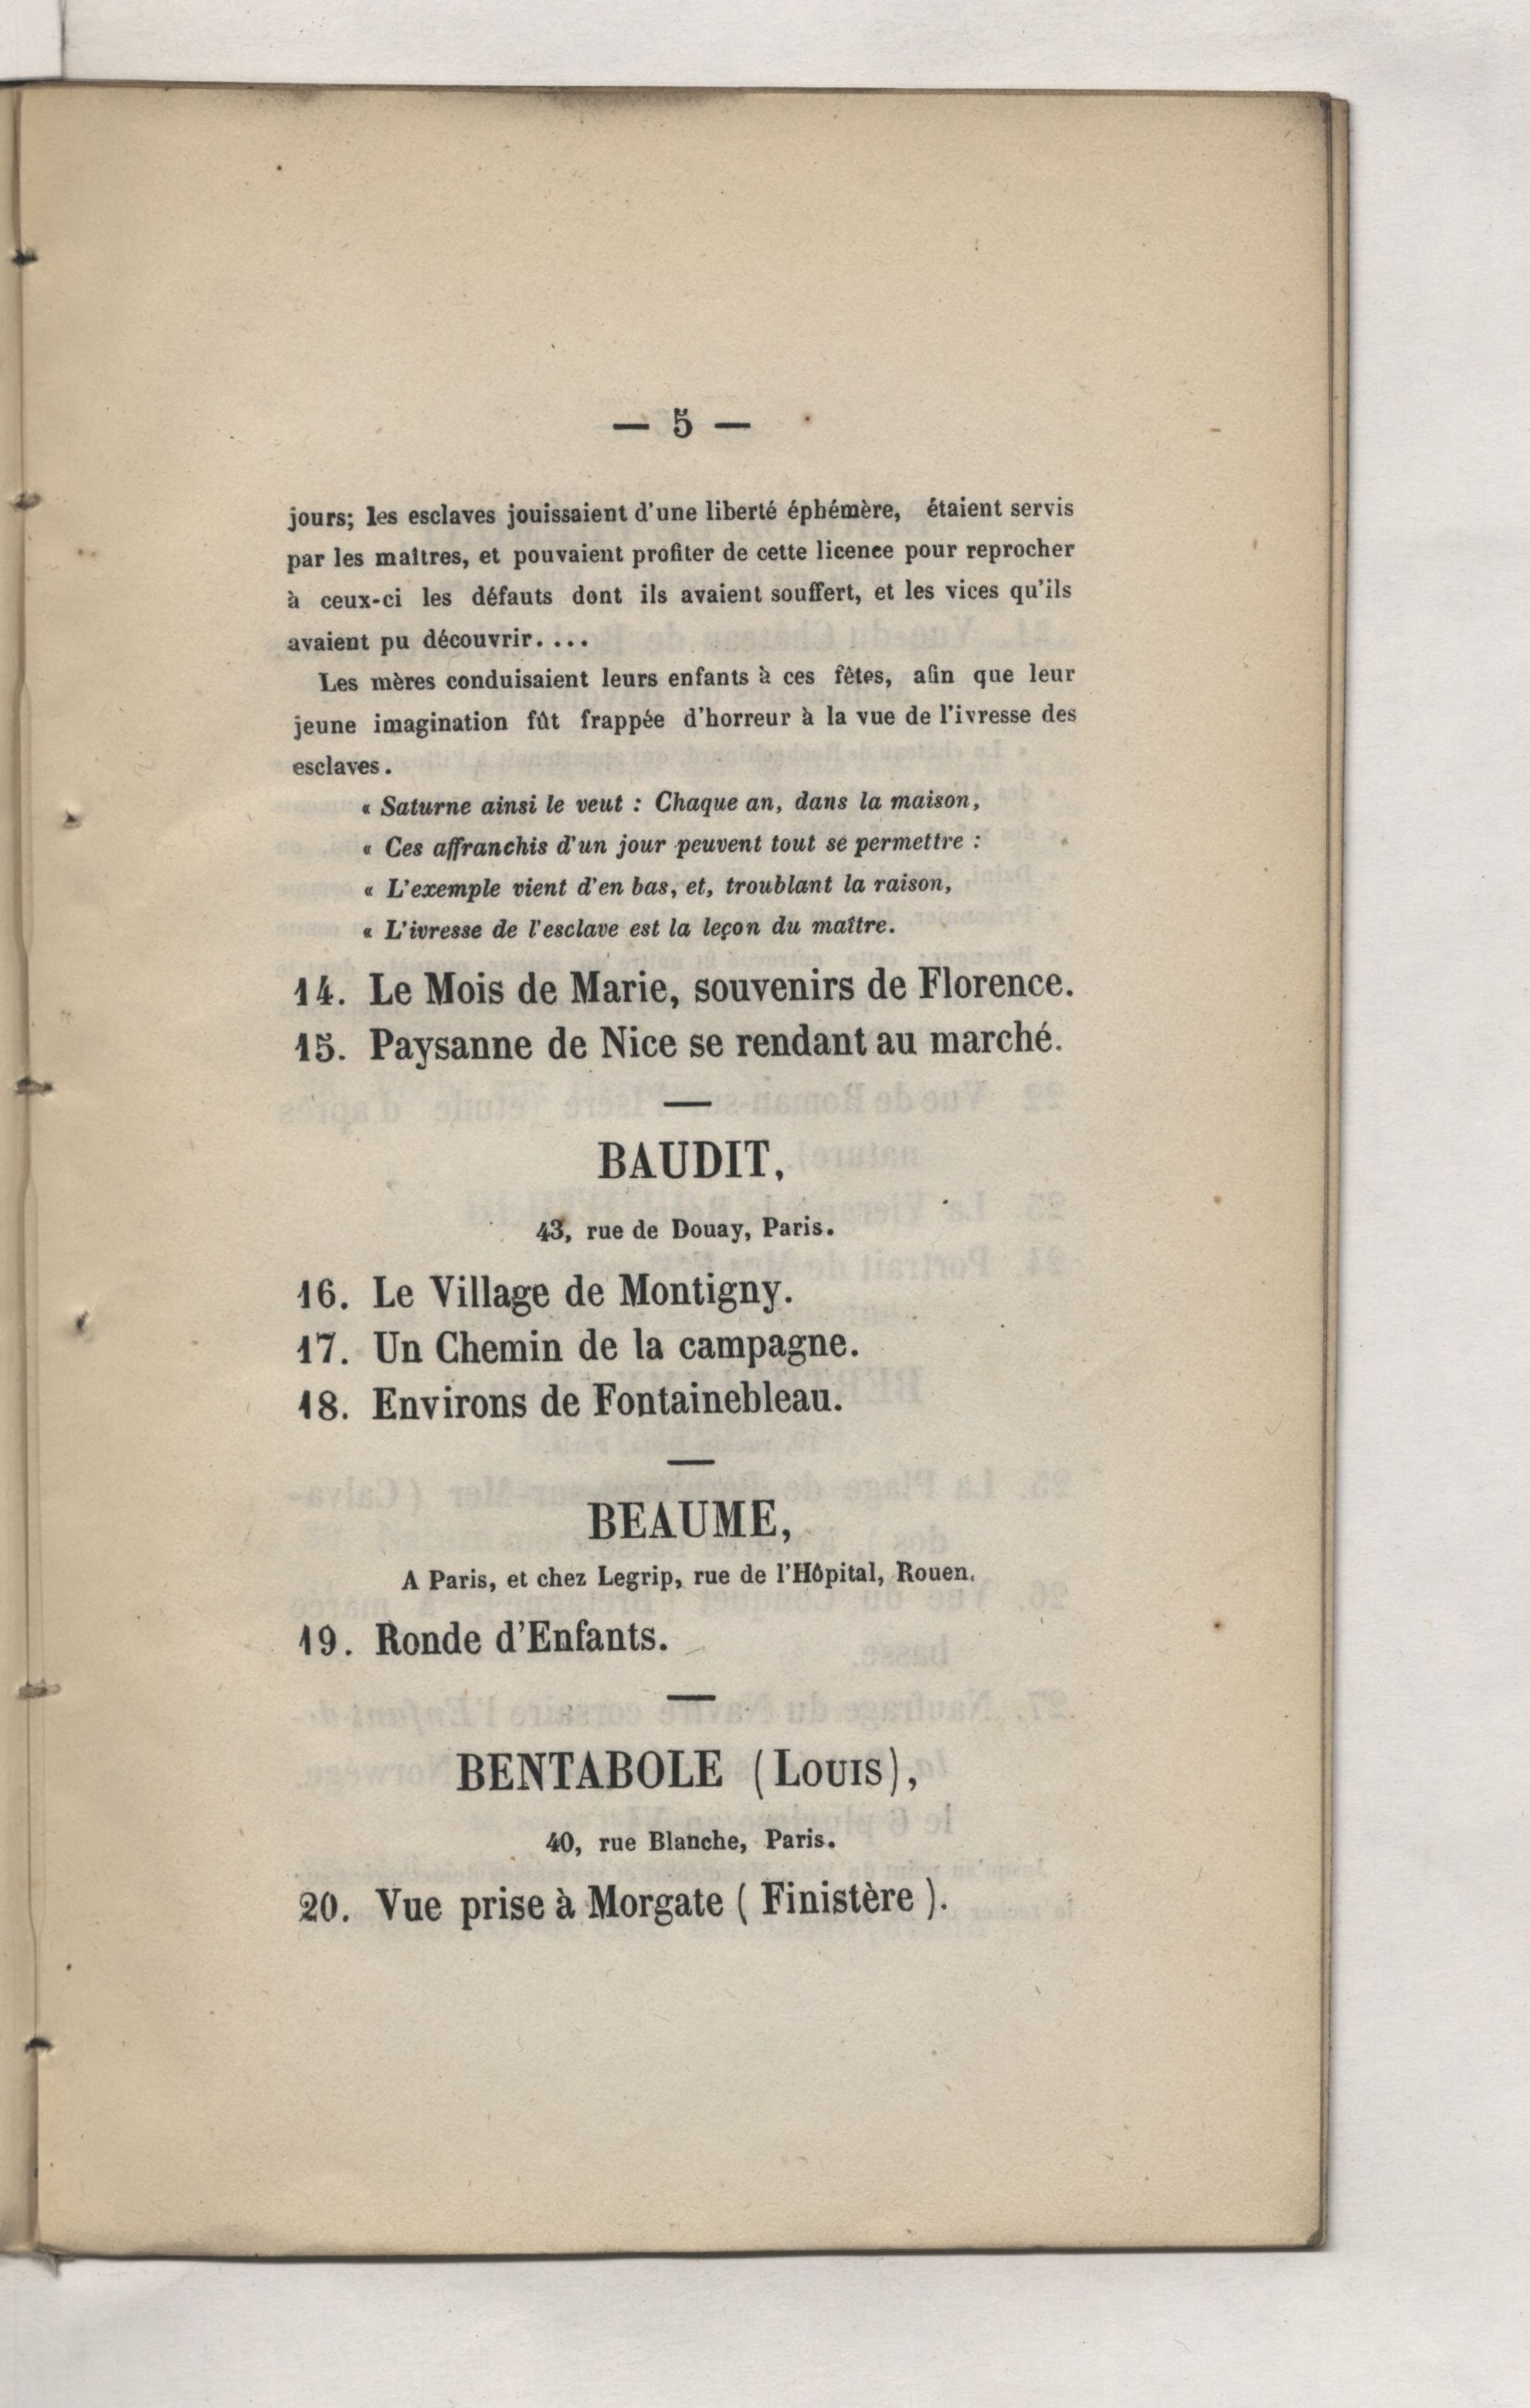 — 5 —
jours; les esclaves jouissaient d'une liberté éphémère, étaient servis
par les maîtres, et pouvaient profiter de cette licence pour reprocher
à ceux-ci les défauts dont ils avaient souffert, et les vices qu'ils
avaient pu découvrir....
Les mères conduisaient leurs enfants à ces fêtes, afin que leur
jeune imagination fût frappée d'horreur à la vue de l'ivresse des
esclaves.
« Saturne ainsi le veut : Chaque an, dans la maison,
« Ces affranchis d'un jour peuvent tout se permettre :
« L'exemple vient d'en bas, et, troublant la raison,
« L'ivresse de l'esclave est la leçon du maître.
14. Le Mois de Marie, souvenirs de Florence.
15. Paysanne de Nice se rendant au marché.
BAUDIT,
43, rue de Douay, Paris.
16. Le Village de Montigny.
17. Un Chemin de la campagne.
18. Environs de Fontainebleau.
BEAUME,
A Paris, et chez Legrip, rue de l'Hôpital, Rouen.
19. Ronde d'Enfants.
BENTABOLE (Louis),
40, rue Blanche, Paris.
20. Vue prise à Morgate ( Finistère ).